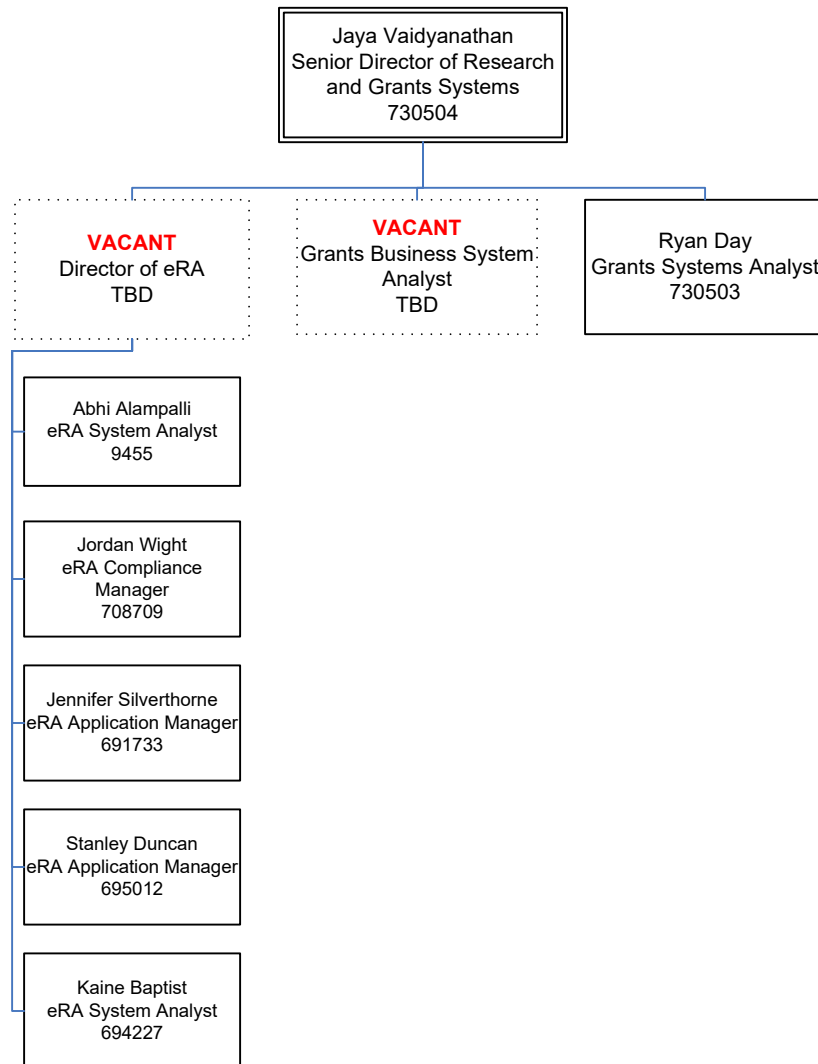 Jaya Vaidyanathan
Senior Director of Research
and Grants Systems
730504
VACANT
Director of eRA
TBD
VACANT
Grants Business System
Analyst
TBD
Ryan Day
Grants Systems Analyst
730503
Abhi Alampalli
eRA System Analyst
9455
Jordan Wight
eRA Compliance
Manager
708709
Jennifer Silverthorne
eRA Application Manager
691733
Stanley Duncan
eRA Application Manager
695012
Kaine Baptist
eRA System Analyst
694227